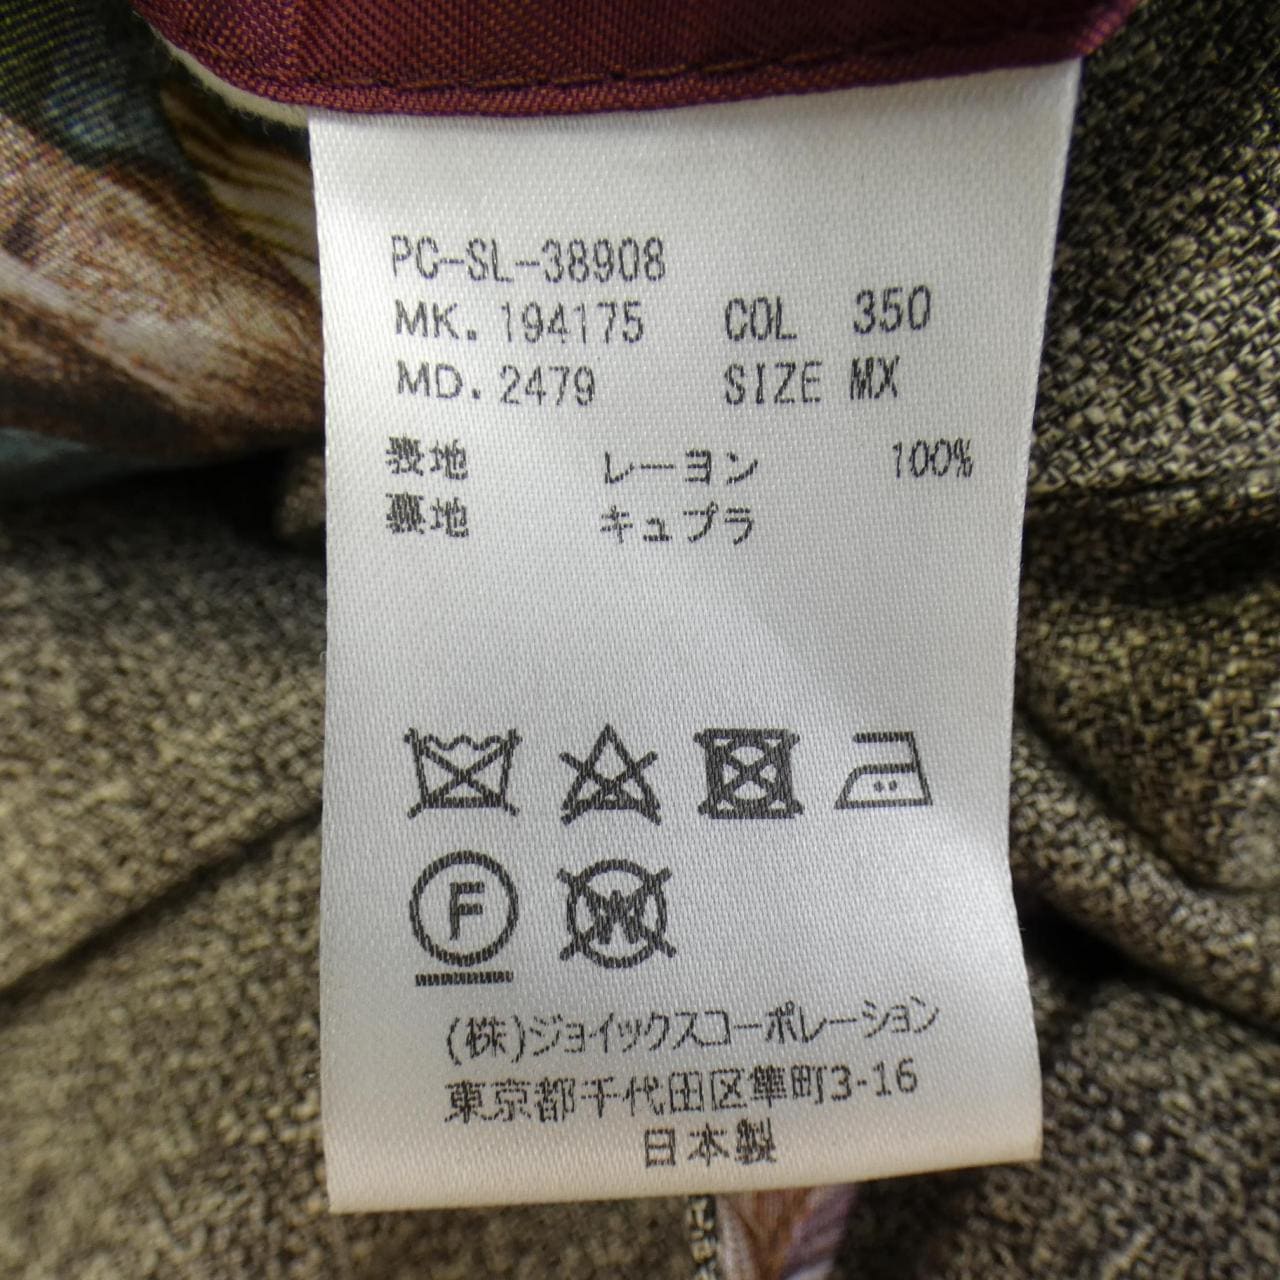 PC-SL-38908
MK. 194175 COL 350
MD. 2479 SIZE MX
表地 レーヨン 100%
裏地 キュプラ
F
W
(株)ジョイックスコーポレーション
東京都千代田区隼町3-16
日本製